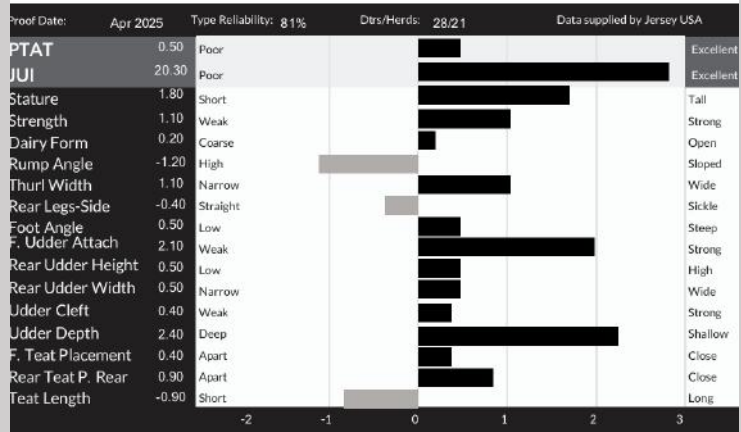 Proof Date: Apr 2025 Type Reliability: 81% Dtrs/Herds: 28/21 Data supplied by Jersey USA
PTAT 0.50 Poor Excellent
JUI 20.30 Poor Excellent
Stature 1.80 Short Tall
Strength 1.10 Weak Strong
Dairy Form 0.20 Coarse Open
Rump Angle -1.20 High Sloped
Thurl Width 1.10 Narrow Wide
Rear Legs-Side -0.40 Straight Sickle
Foot Angle 0.50 Low Steep
F. Udder Attach 2.10 Weak Strong
Rear Udder Height 0.50 Low High
Rear Udder Width 0.50 Narrow Wide
Udder Cleft 0.40 Weak Strong
Udder Depth 2.40 Deep Shallow
F. Teat Placement 0.40 Apart Close
Rear Teat P. Rear 0.90 Apart Close
Teat Length -0.90 Short Long
-2 -1 0 1 2 3